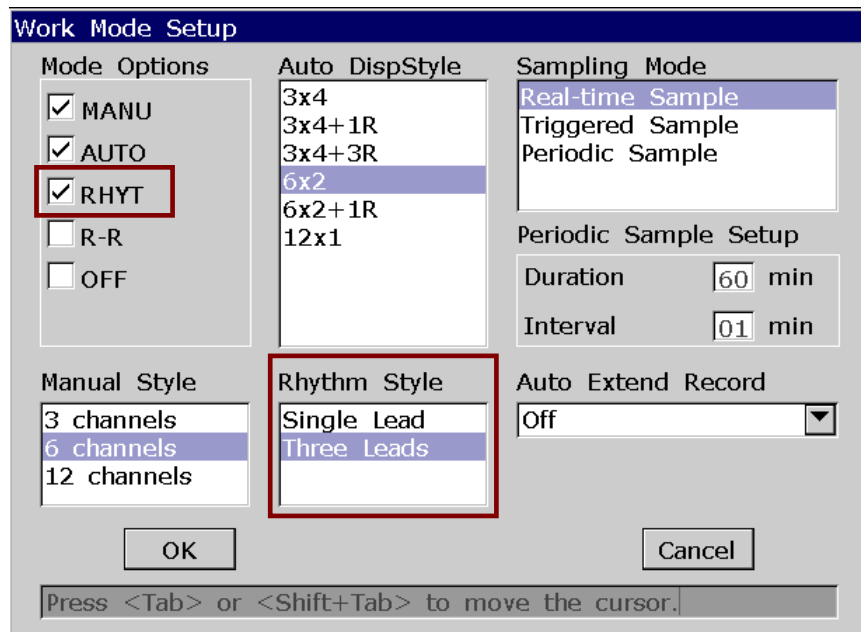 Work Mode Setup
Mode Options
MANU
AUTO
RHYT
R-R
OFF
Auto DispStyle
3x4
3x4+1R
3x4+3R
6x2
6x2+1R
12x1
Sampling Mode
Real-time Sample
Triggered Sample
Periodic Sample
Periodic Sample Setup
Duration 60 min
Interval 01 min
Manual Style
3 channels
6 channels
12 channels
Rhythm Style
Single Lead
Three Leads
Auto Extend Record
Off
OK
Cancel
Press <Tab> or <Shift+Tab> to move the cursor.